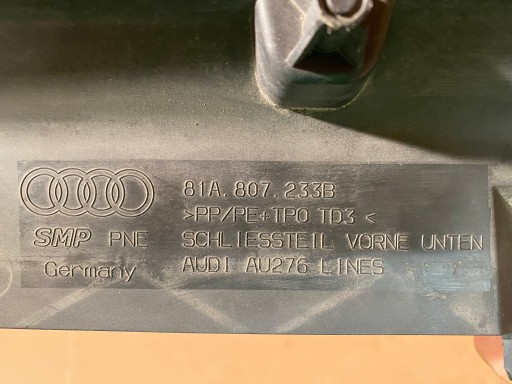 81A.807.233B
>PP/PE+TPO TD3<
SMP PNE SCHLIESSTEIL VORNE UNTEN
Germany AUDI AU276 LINES